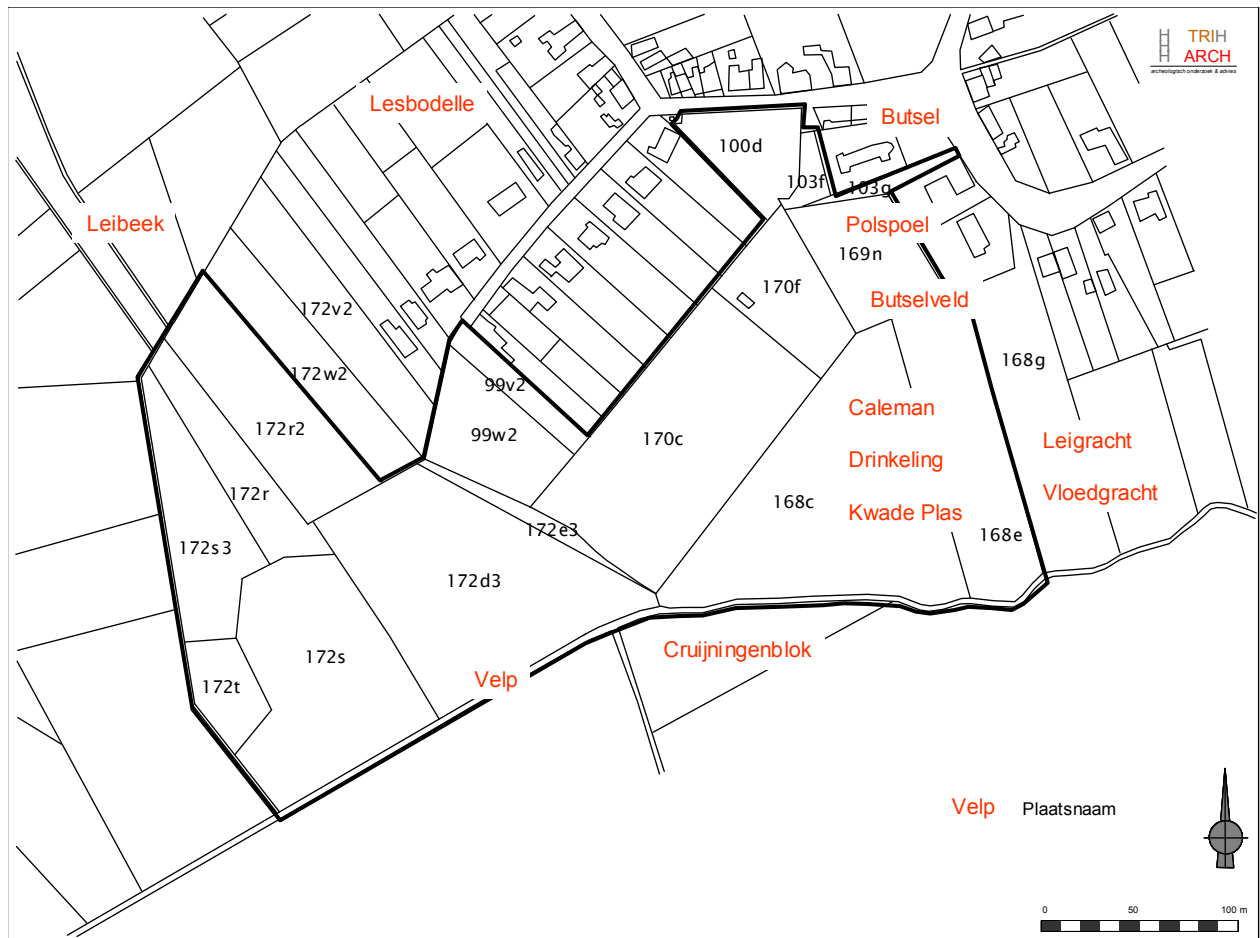 TRIH
ARCH
archeologisch onderzoek & advies
Lesbodelle
Butsel
100d
103f
103g
Leibeek
Polspoel
169n
170f
Butselveld
172v2
168g
172w2
99v2
Caleman
172r2
99w2
170c
Leigracht
Drinkeling
172r
168c
Vloedgracht
Kwade Plas
172e3
168e
172s3
172d3
172s
Cruijningenblok
172t
Velp
Velp Plaatsnaam
0 50 100 m